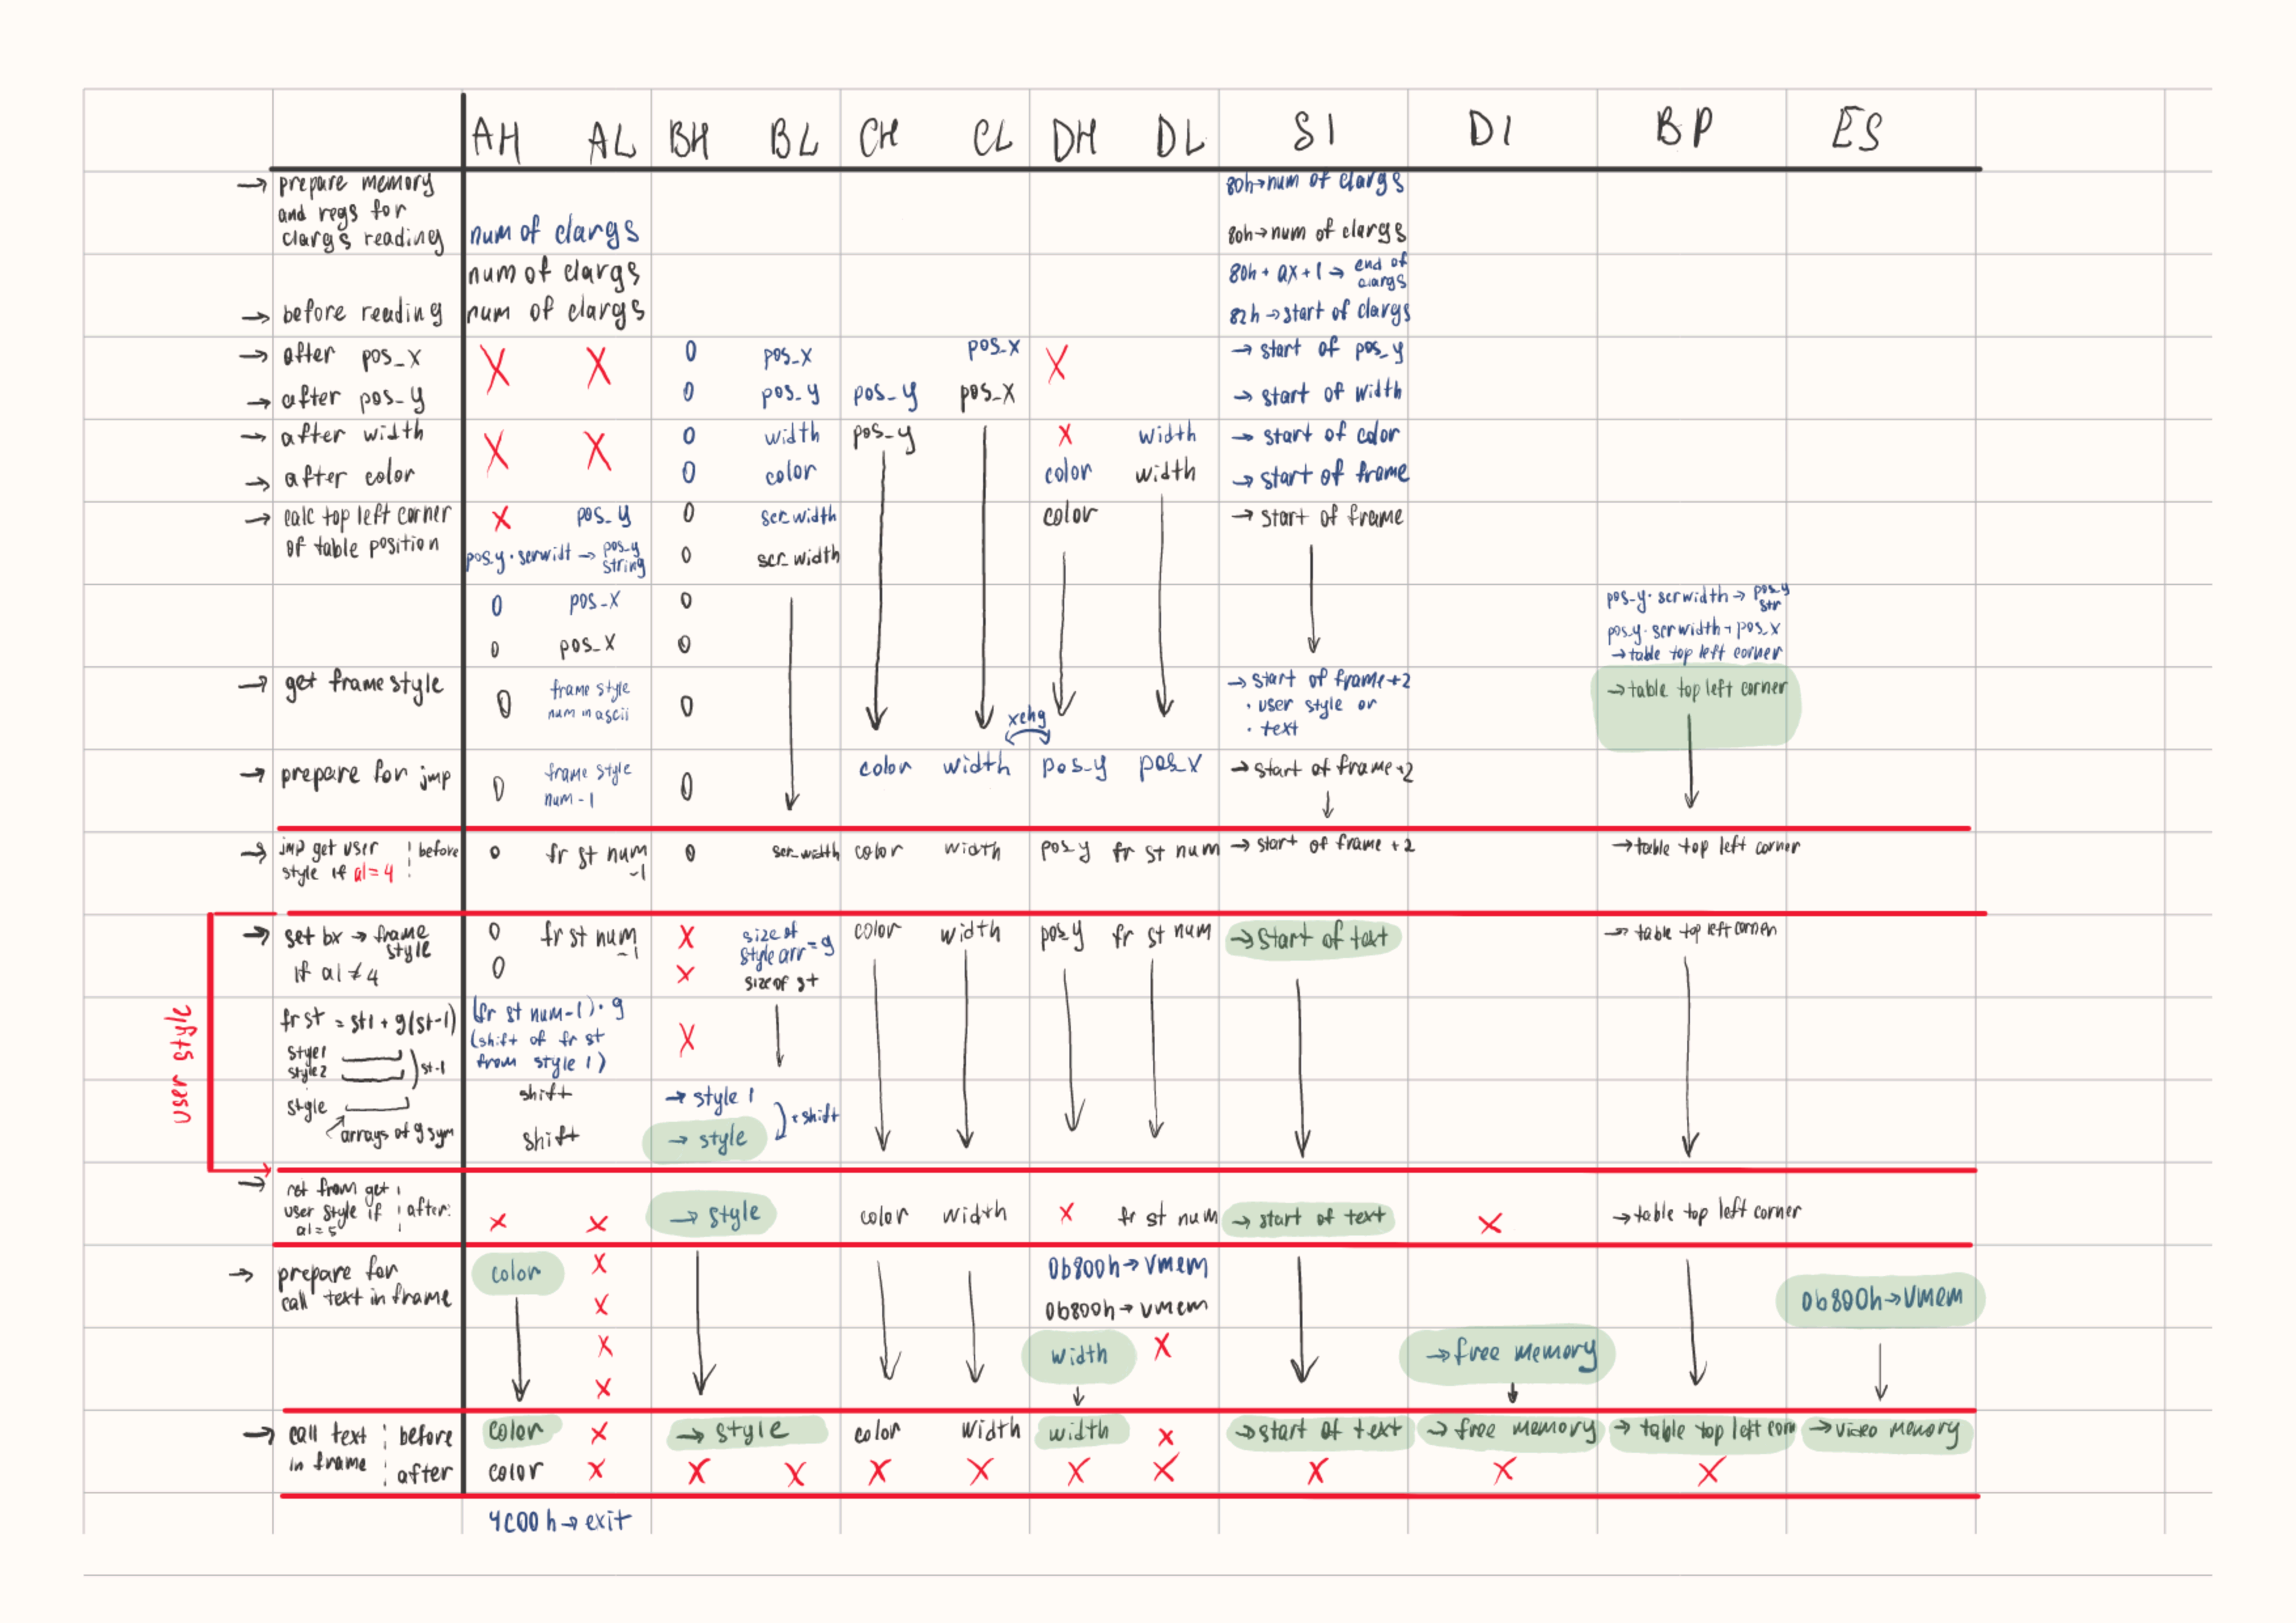 AH AL BH BL CH CL DH DL SI DI BP ES
→ prepare memory 80h→num of clargs
and regs for
clargs reading num of clargs 80h→num of clargs
num of clargs 80h + ax + 1 → end of clargs
→ before reading num of clargs 82h → start of clargs
→ after pos_x X X 0 pos_x pos_x X → start of pos_y
→ after pos_y 0 pos_y pos_y pos_x → start of width
→ after width X X 0 width pos_y x width → start of color
→ after color 0 color color width → start of frame
→ calc top left corner x pos_y 0 scr_width color → start of frame
of table position pos_y · scrwidt → pos_y string 0 scr_width
0 pos_x 0 pos_y · scrwidth → pos_y str
0 pos_x 0 pos_y · scrwidth + pos_x
→ table top left corner
→ get frame style 0 frame style num in ascii 0 → start of frame +2 → table top left corner
· user style or
· text
xchg
→ prepare for jmp 0 frame style num -1 0 color width pos_y pos_x → start of frame +2
→ jmp get user before 0 fr st num -1 0 scr_width color width pos_y fr st num → start of frame +2 → table top left corner
style if al=4
user style
→ set bx → frame style 0 fr st num -1 X size of style arr = 9 color width pos_y fr st num → start of text → table top left corner
if al ≠ 4 0 x size of st
fr st = st1 + 9(st-1) (fr st num-1) · 9 X
(shift of fr st
from style 1)
style1
style2 st-1
shift → style 1 + shift
style
arrays of 9 sym shift → style
→ ret from get after:
user style if x x → style color width x fr st num → start of text x → table top left corner
al=5
→ prepare for color x 0b800h → vmem 0b800h→vmem
call text in frame x 0b800h → vmem
x width x → free memory
x
→ call text before color x → style color width width x → start of text → free memory → table top left corn → video memory
in frame after color x x x x x x x x x x
4c00h → exit